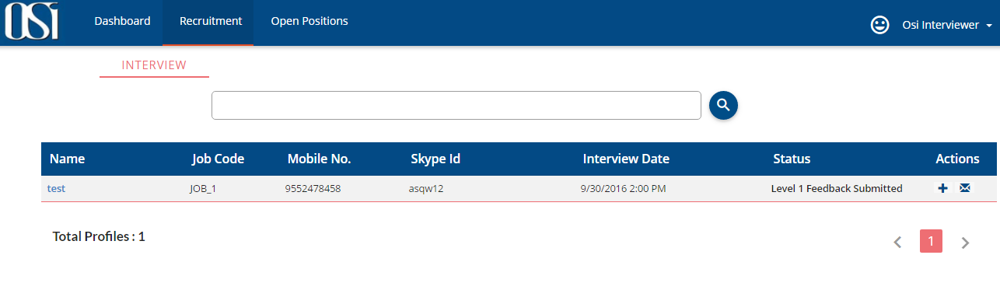 OSi Dashboard Recruitment Open Positions Osi Interviewer
INTERVIEW
Name Job Code Mobile No. Skype Id Interview Date Status Actions
test JOB_1 9552478458 asqw12 9/30/2016 2:00 PM Level 1 Feedback Submitted
Total Profiles : 1
1